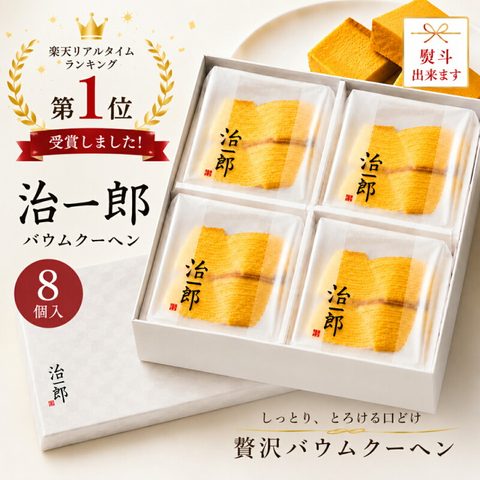 楽天リアルタイム
ランキング
第1位
受賞しました!
熨斗
出来ます
治一郎
バウムクーヘン
8
個入
治一郎
治一郎
治一郎
治一郎
治一郎
しっとり、とろける口どけ
贅沢バウムクーヘン